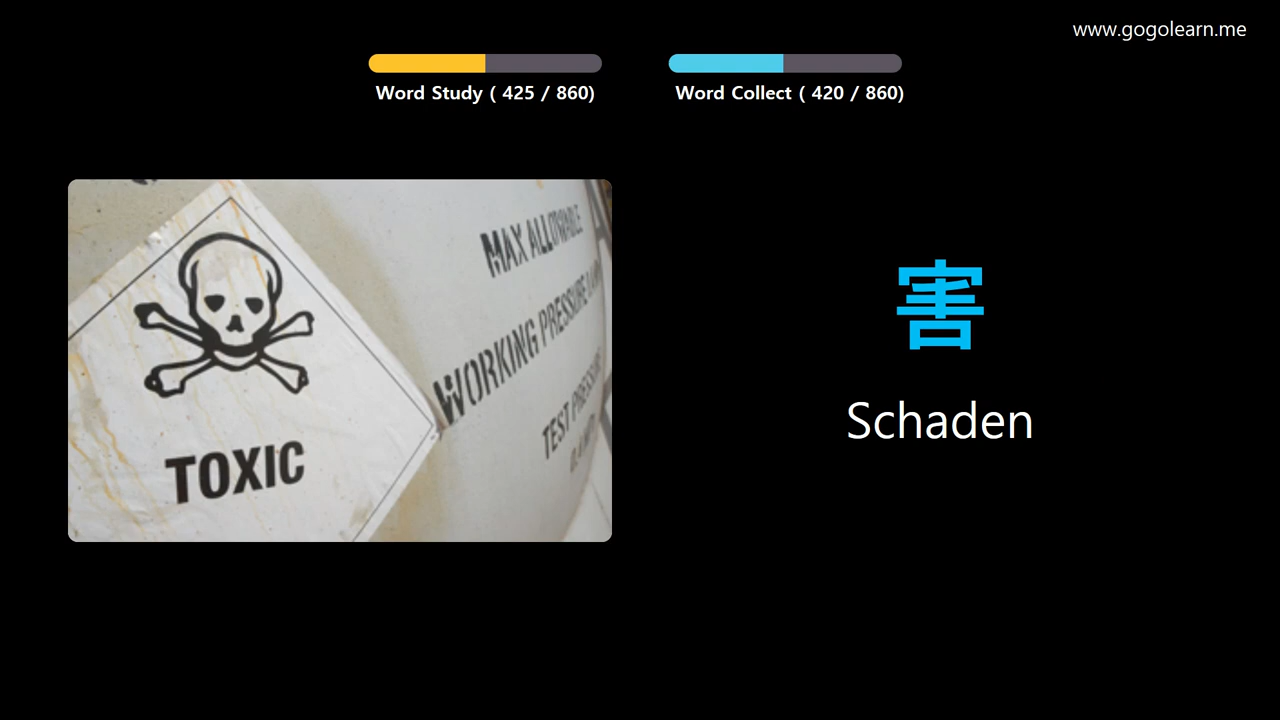 www.gogolearn.me
Word Study ( 425 / 860)
Word Collect ( 420 / 860)
TOXIC
MAX ALLOWABLE
WORKING PRESSURE
TEST PRESSURE
害
Schaden